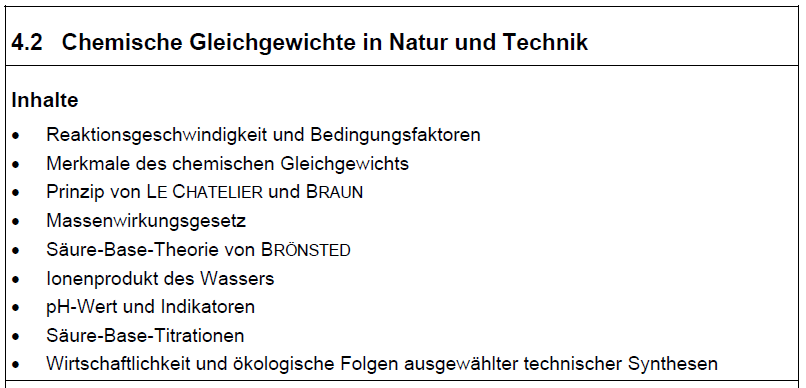 4.2 Chemische Gleichgewichte in Natur und Technik
Inhalte
• Reaktionsgeschwindigkeit und Bedingungsfaktoren
• Merkmale des chemischen Gleichgewichts
• Prinzip von LE CHATELIER und BRAUN
• Massenwirkungsgesetz
• Säure-Base-Theorie von BRÖNSTED
• Ionenprodukt des Wassers
• pH-Wert und Indikatoren
• Säure-Base-Titrationen
• Wirtschaftlichkeit und ökologische Folgen ausgewählter technischer Synthesen